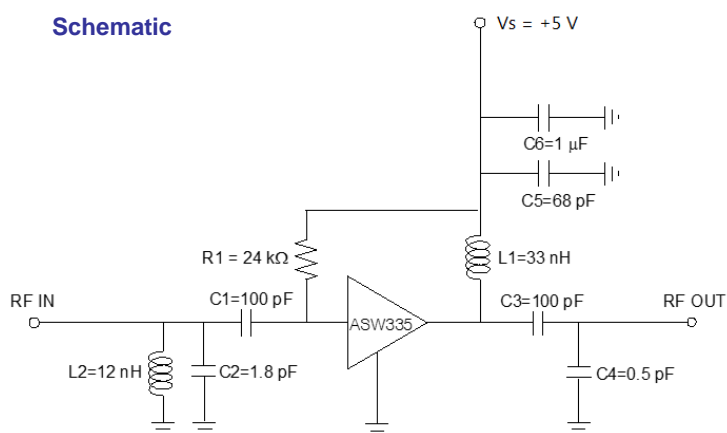 Schematic
Vs = +5 V
C6=1 μF
C5=68 pF
R1 = 24 kΩ
L1=33 nH
RF IN
C1=100 pF
C3=100 pF
RF OUT
ASW335
L2=12 nH
C2=1.8 pF
C4=0.5 pF